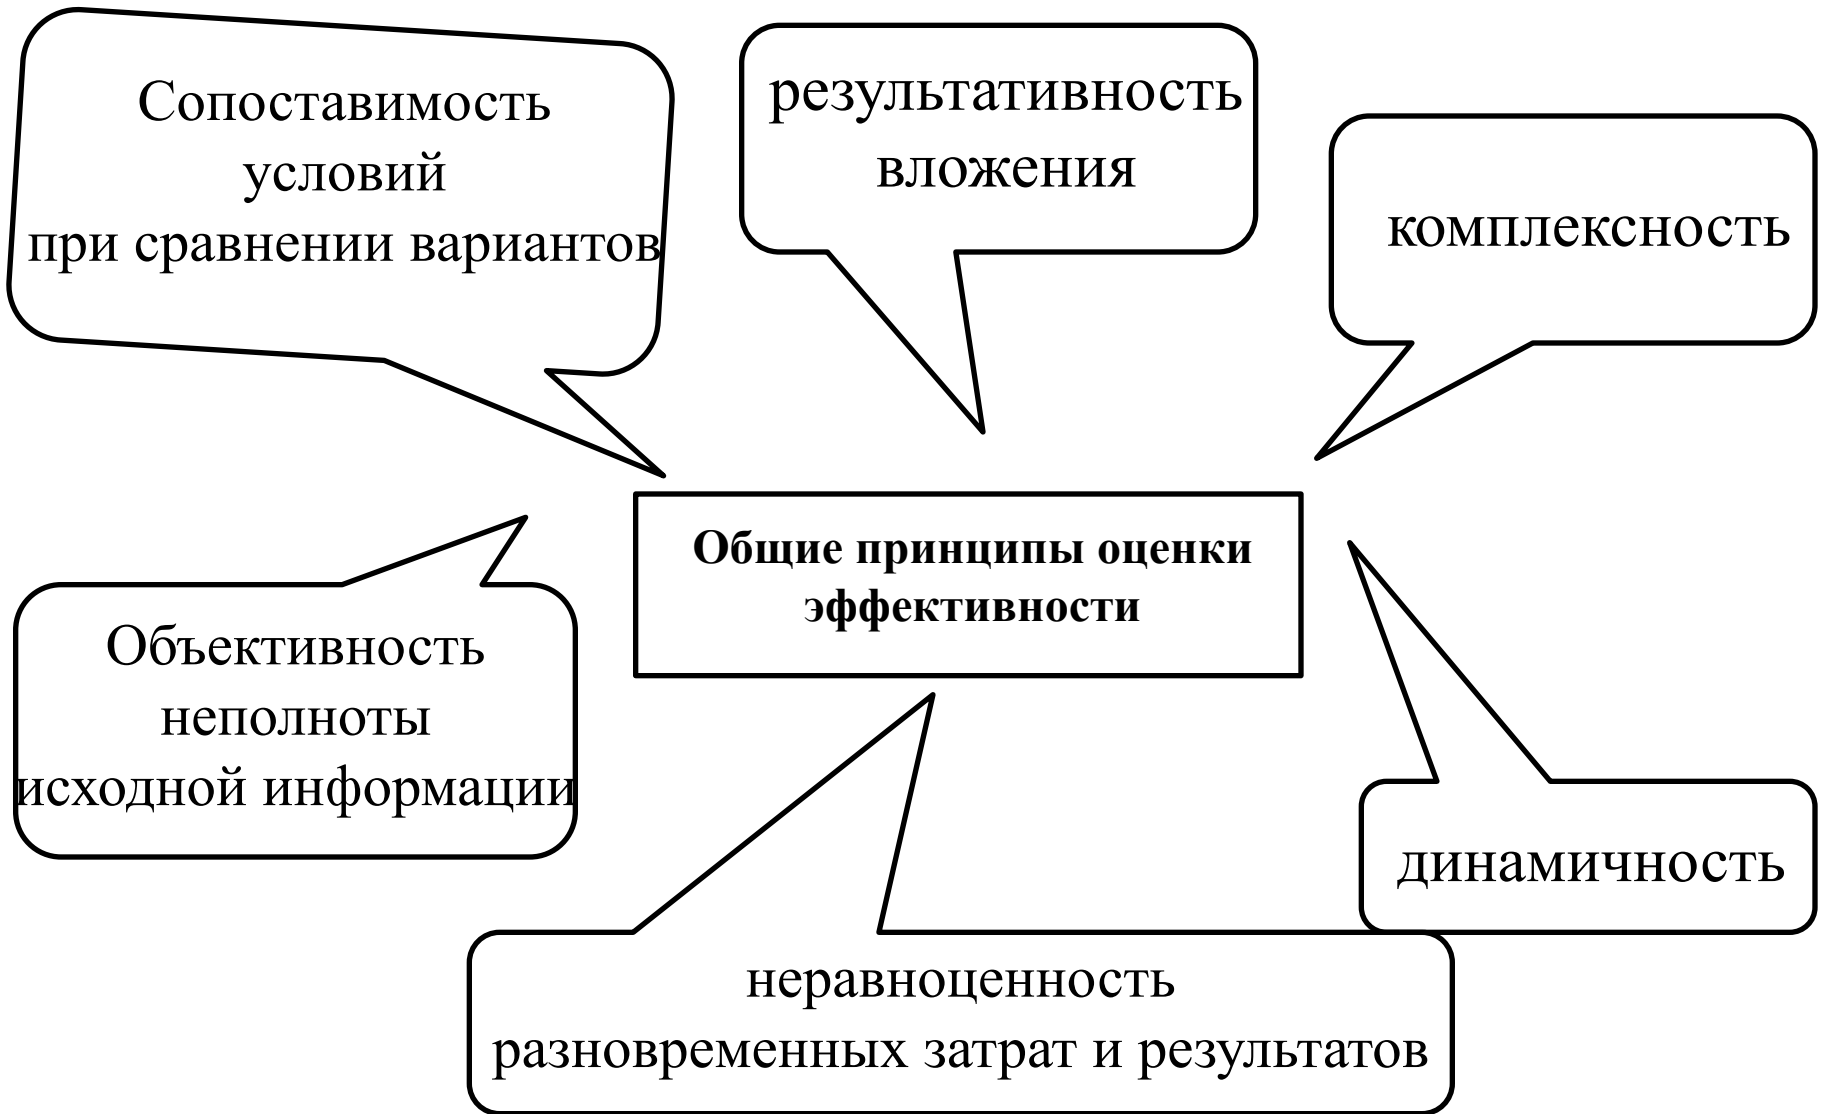 Сопоставимость
условий
при сравнении вариантов
результативность
вложения
комплексность
Общие принципы оценки
эффективности
Объективность
неполноты
исходной информации
динамичность
неравноценность
разновременных затрат и результатов